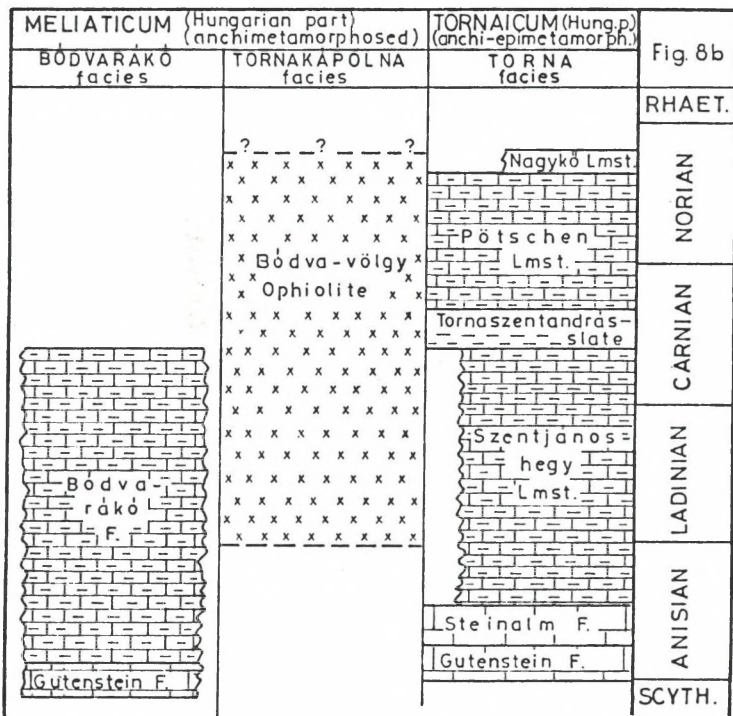 MELIATICUM (Hungarian part)
(anchimetamorphosed)
TORNAICUM (Hung.p.)
(anchi-epimetamorph.)
Fig. 8b
BÓDVARÁKÓ
facies
TORNAKÁPOLNA
facies
TORNA
facies
RHAET.
NORIAN
CARNIAN
LADINIAN
ANISIAN
SCYTH.
Bódva-
rákó
F.
Gutenstein F.
? ? ?
Bódva-völgy
Ophiolite
Nagykő Lmst.
Pötschen
Lmst.
Tornaszentandrás-
slate
Szentjános=
hegy
Lmst.
Steinalm F.
Gutenstein F.